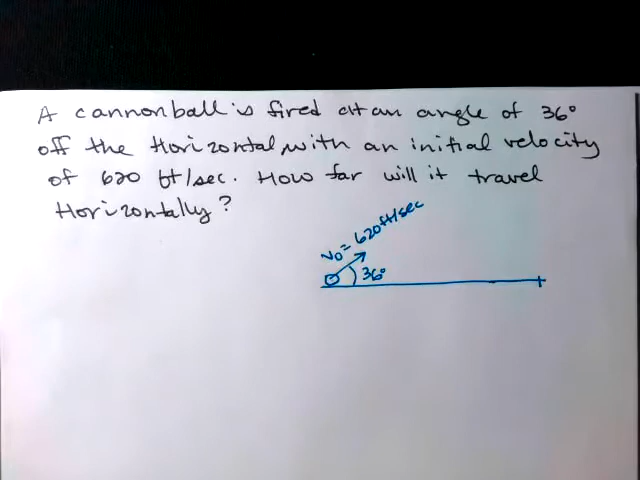 A cannonball is fired at an angle of 36°
off the Horizontal, with an initial velocity
of 620 ft/sec. How far will it travel
Horizontally?
V₀ = 620 ft/sec
36°